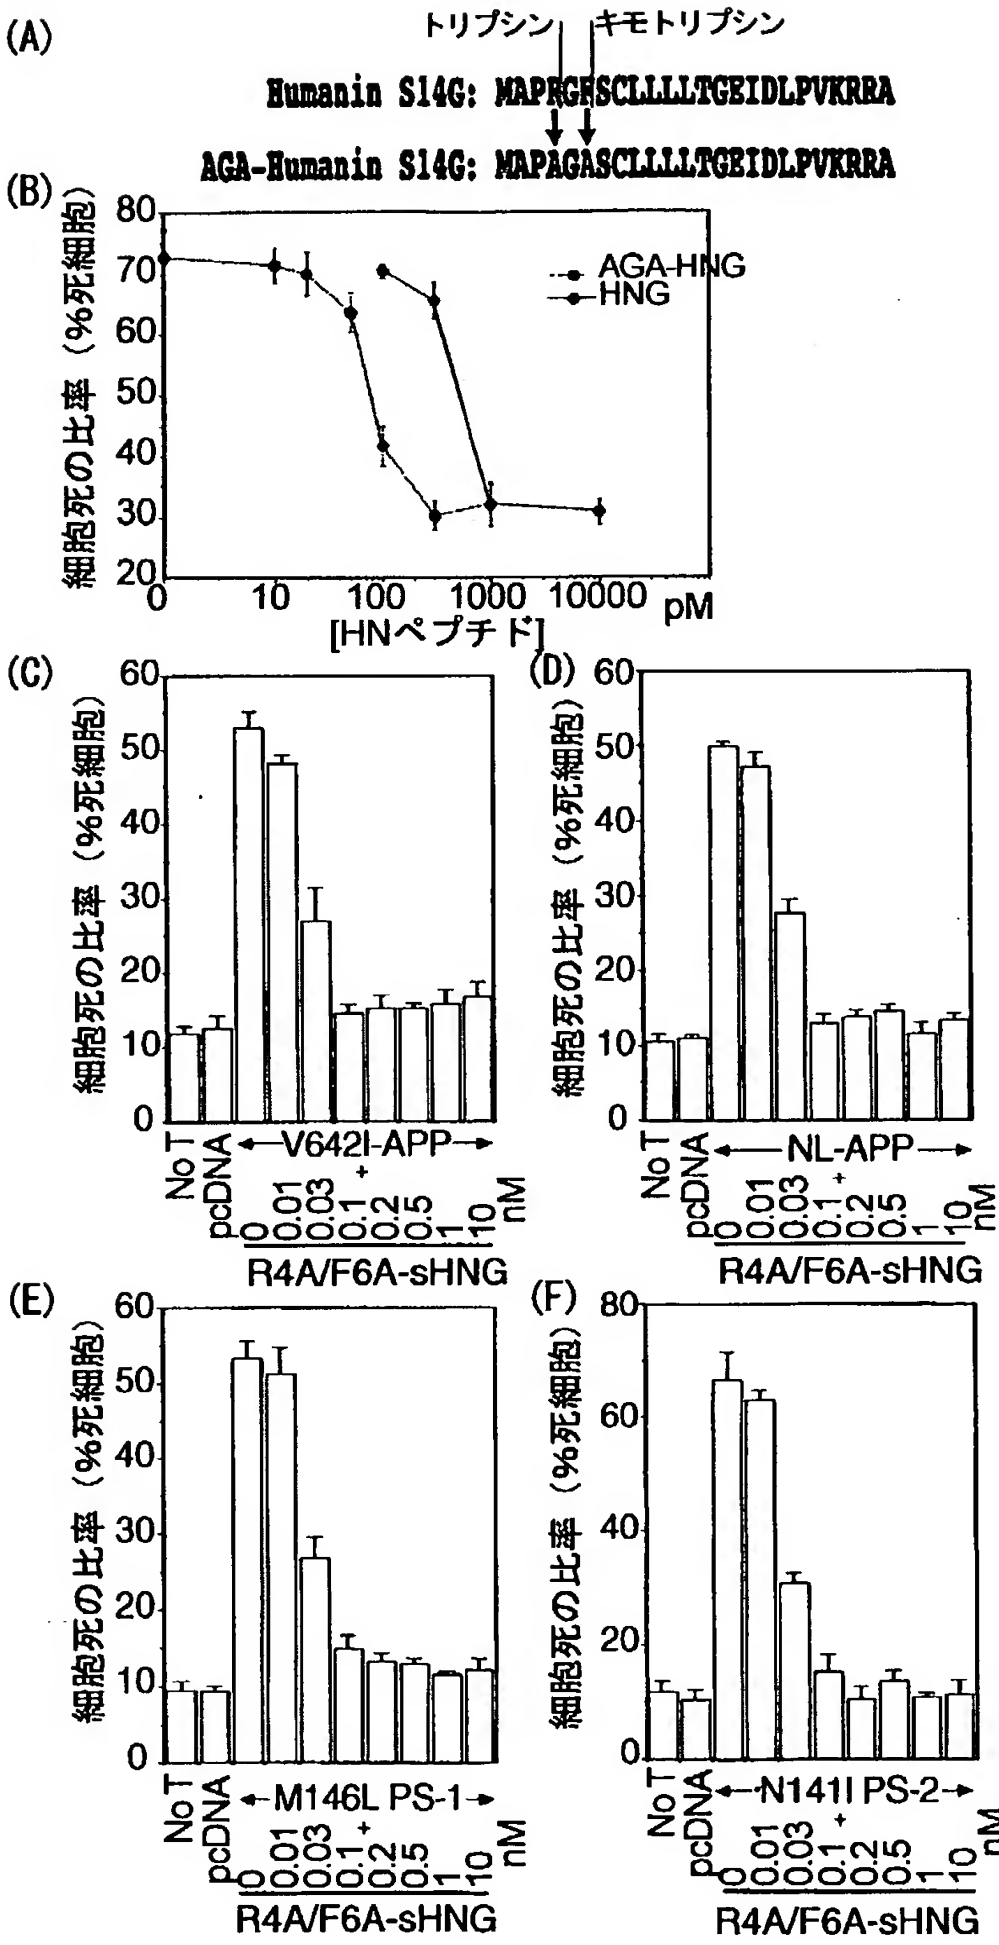 (A)
トリプシン キモトリプシン
Humanin S14G: MAPRGFSCLLLLTGEIDLPVKRRA
AGA-Humanin S14G: MAPAGASCLLLLTGEIDLPVKRRA
(B)
細胞死の比率 (%死細胞)
80
70
60
50
40
30
20
AGA-HNG
HNG
0 10 100 1000 10000 pM
[HNペプチド]
(C)
細胞死の比率 (%死細胞)
60
50
40
30
20
10
0
No T pcDNA V642I-APP
+
0 0.01 0.03 0.1 0.2 0.5 1 10 nM
R4A/F6A-sHNG
(D)
細胞死の比率 (%死細胞)
60
50
40
30
20
10
0
No T pcDNA NL-APP
+
0 0.01 0.03 0.1 0.2 0.5 1 10 nM
R4A/F6A-sHNG
(E)
細胞死の比率 (%死細胞)
60
50
40
30
20
10
0
No T pcDNA M146L PS-1
+
0 0.01 0.03 0.1 0.2 0.5 1 10 nM
R4A/F6A-sHNG
(F)
細胞死の比率 (%死細胞)
80
60
40
20
0
No T pcDNA N141I PS-2
+
0 0.01 0.03 0.1 0.2 0.5 1 10 nM
R4A/F6A-sHNG